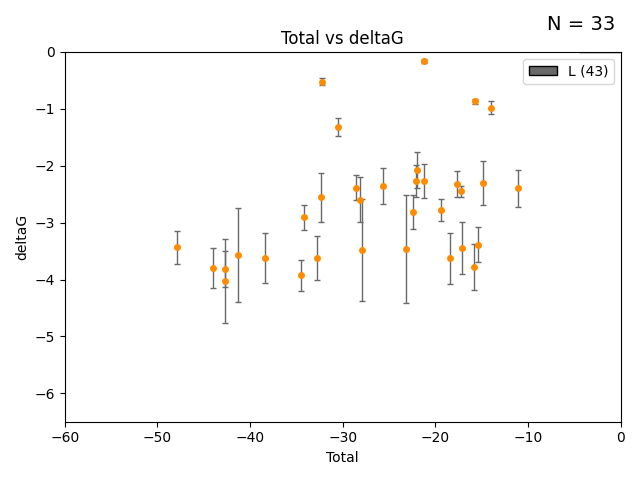 N = 33
Total vs deltaG
L (43)
deltaG
0
−1
−2
−3
−4
−5
−6
−60
−50
−40
−30
−20
−10
0
Total